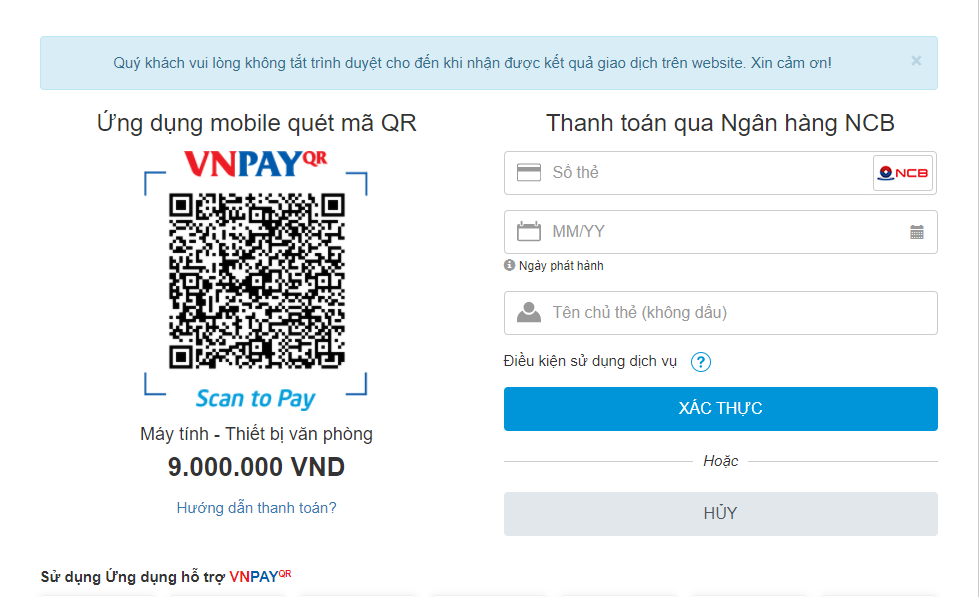 Quý khách vui lòng không tắt trình duyệt cho đến khi nhận được kết quả giao dịch trên website. Xin cảm ơn!
×
Ứng dụng mobile quét mã QR
VNPAYQR
Scan to Pay
Máy tính - Thiết bị văn phòng
9.000.000 VND
Hướng dẫn thanh toán?
Thanh toán qua Ngân hàng NCB
Số thẻ
NCB
MM/YY
Ngày phát hành
Tên chủ thẻ (không dấu)
Điều kiện sử dụng dịch vụ ?
XÁC THỰC
Hoặc
HỦY
Sử dụng Ứng dụng hỗ trợ VNPAYQR